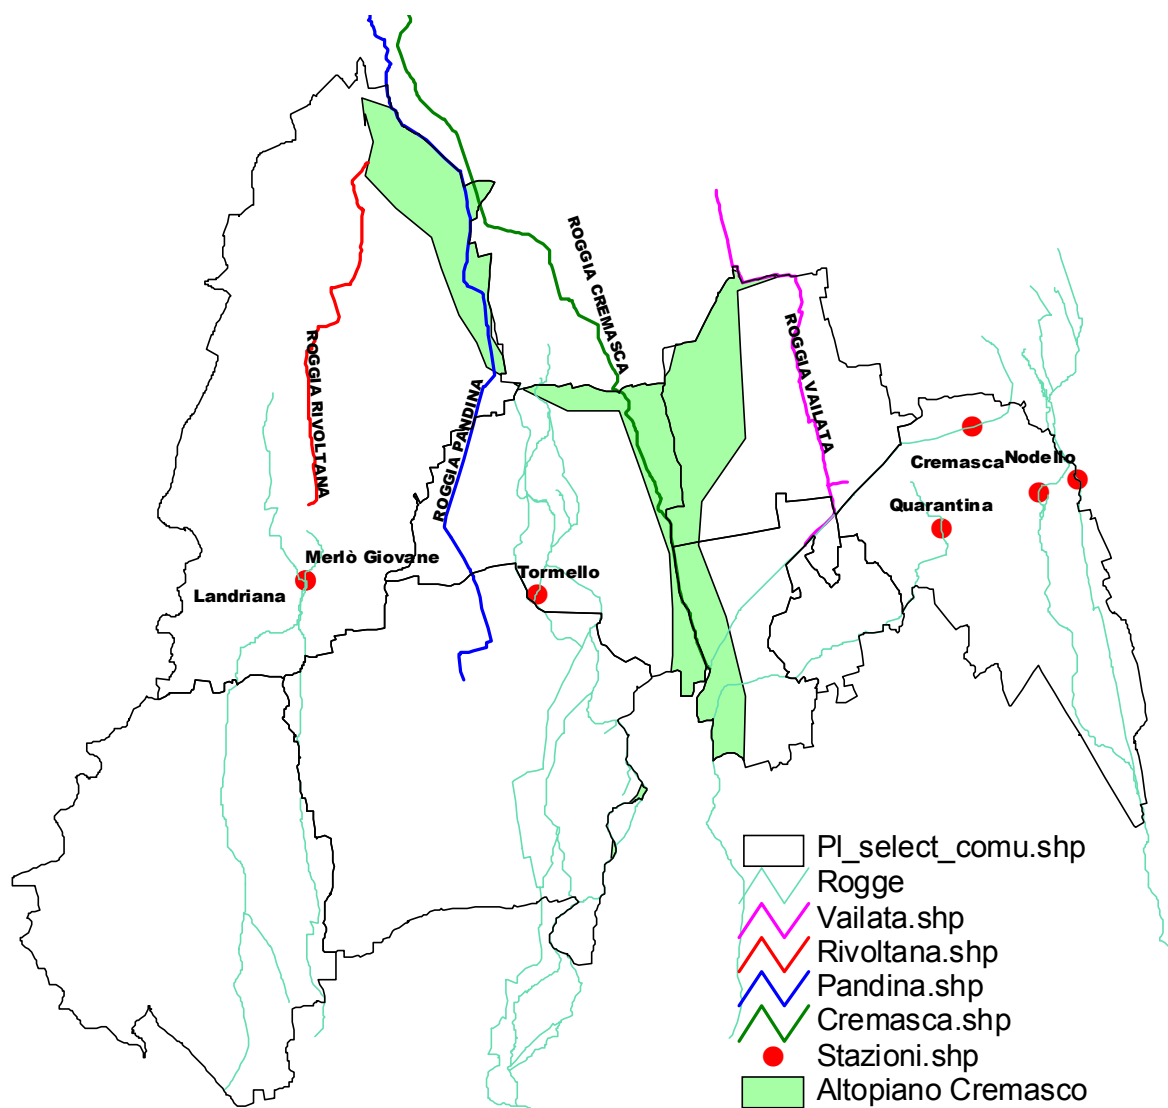 ROGGIA CREMASCA
ROGGIA VAILATA
ROGGIA RIVOLTANA
ROGGIA PANDINA
Cremasca
Nodello
Quarantina
Merlò Giovane
Tormello
Landriana
Pl_select_comu.shp
Rogge
Vailata.shp
Rivoltana.shp
Pandina.shp
Cremasca.shp
Stazioni.shp
Altopiano Cremasco